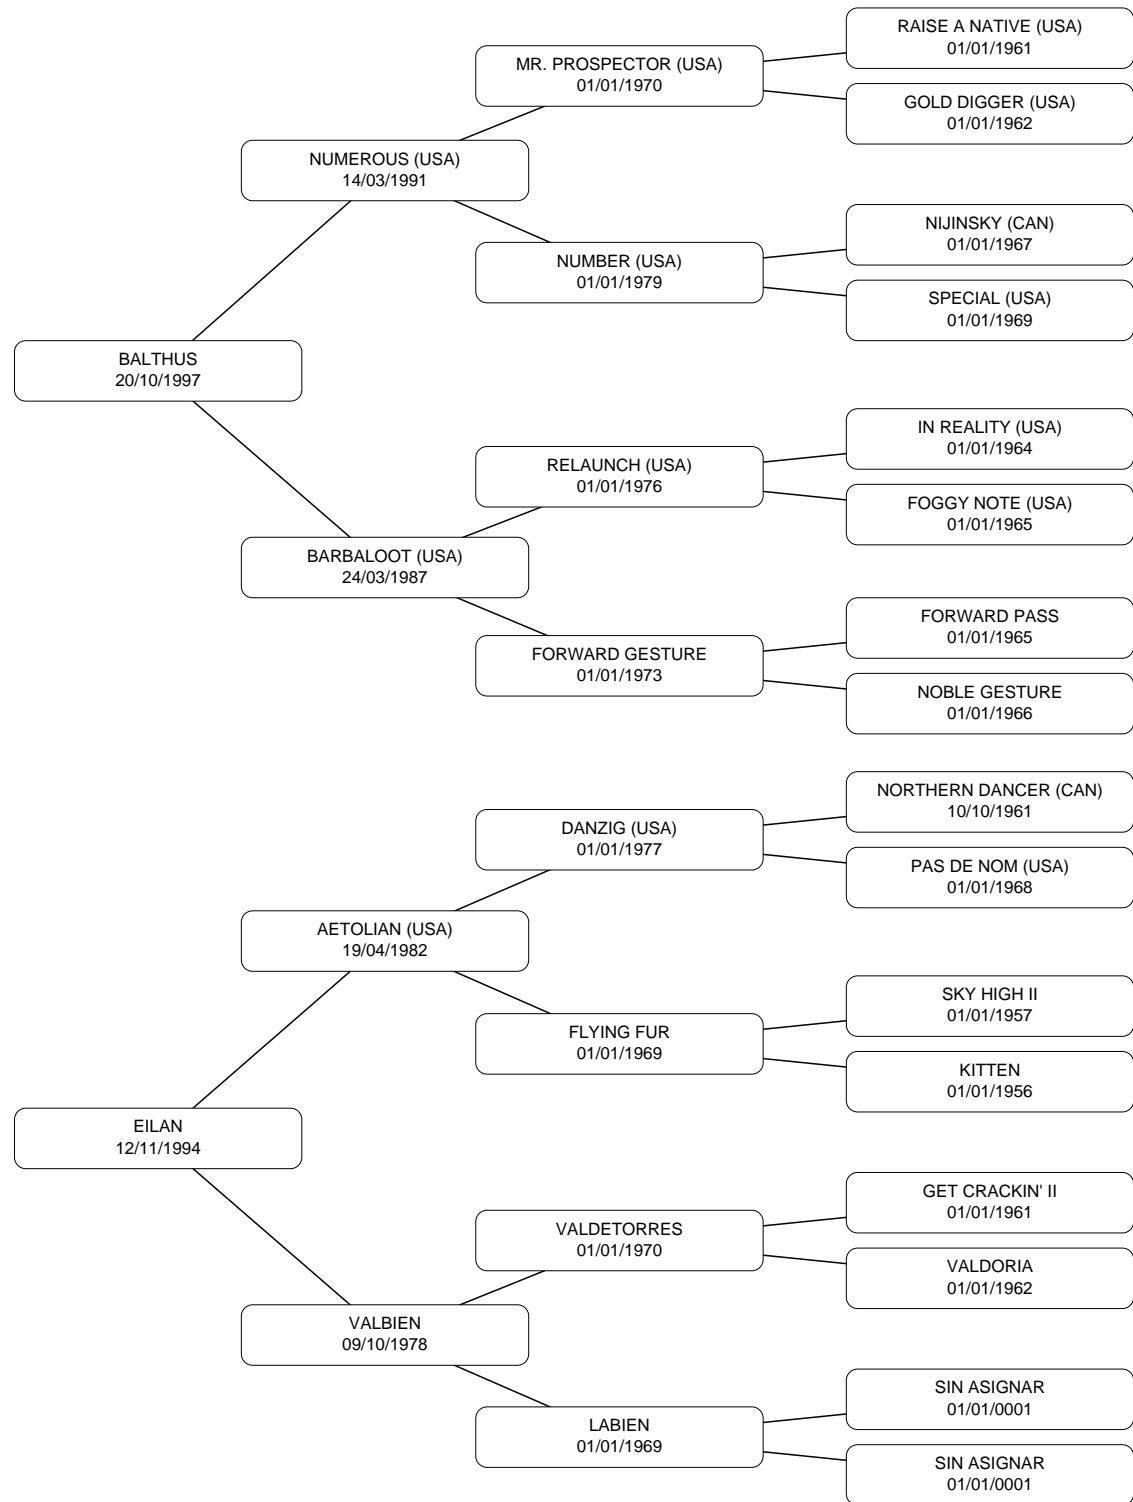 RAISE A NATIVE (USA)
01/01/1961
MR. PROSPECTOR (USA)
01/01/1970
GOLD DIGGER (USA)
01/01/1962
NUMEROUS (USA)
14/03/1991
NIJINSKY (CAN)
01/01/1967
NUMBER (USA)
01/01/1979
SPECIAL (USA)
01/01/1969
BALTHUS
20/10/1997
IN REALITY (USA)
01/01/1964
RELAUNCH (USA)
01/01/1976
FOGGY NOTE (USA)
01/01/1965
BARBALOOT (USA)
24/03/1987
FORWARD PASS
01/01/1965
FORWARD GESTURE
01/01/1973
NOBLE GESTURE
01/01/1966
NORTHERN DANCER (CAN)
10/10/1961
DANZIG (USA)
01/01/1977
PAS DE NOM (USA)
01/01/1968
AETOLIAN (USA)
19/04/1982
SKY HIGH II
01/01/1957
FLYING FUR
01/01/1969
KITTEN
01/01/1956
EILAN
12/11/1994
GET CRACKIN' II
01/01/1961
VALDETORRES
01/01/1970
VALDORIA
01/01/1962
VALBIEN
09/10/1978
SIN ASIGNAR
01/01/0001
LABIEN
01/01/1969
SIN ASIGNAR
01/01/0001